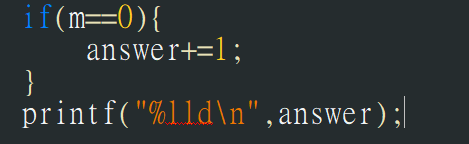 if(m==0){
    answer+=1;
}
printf("%lld\n",answer);